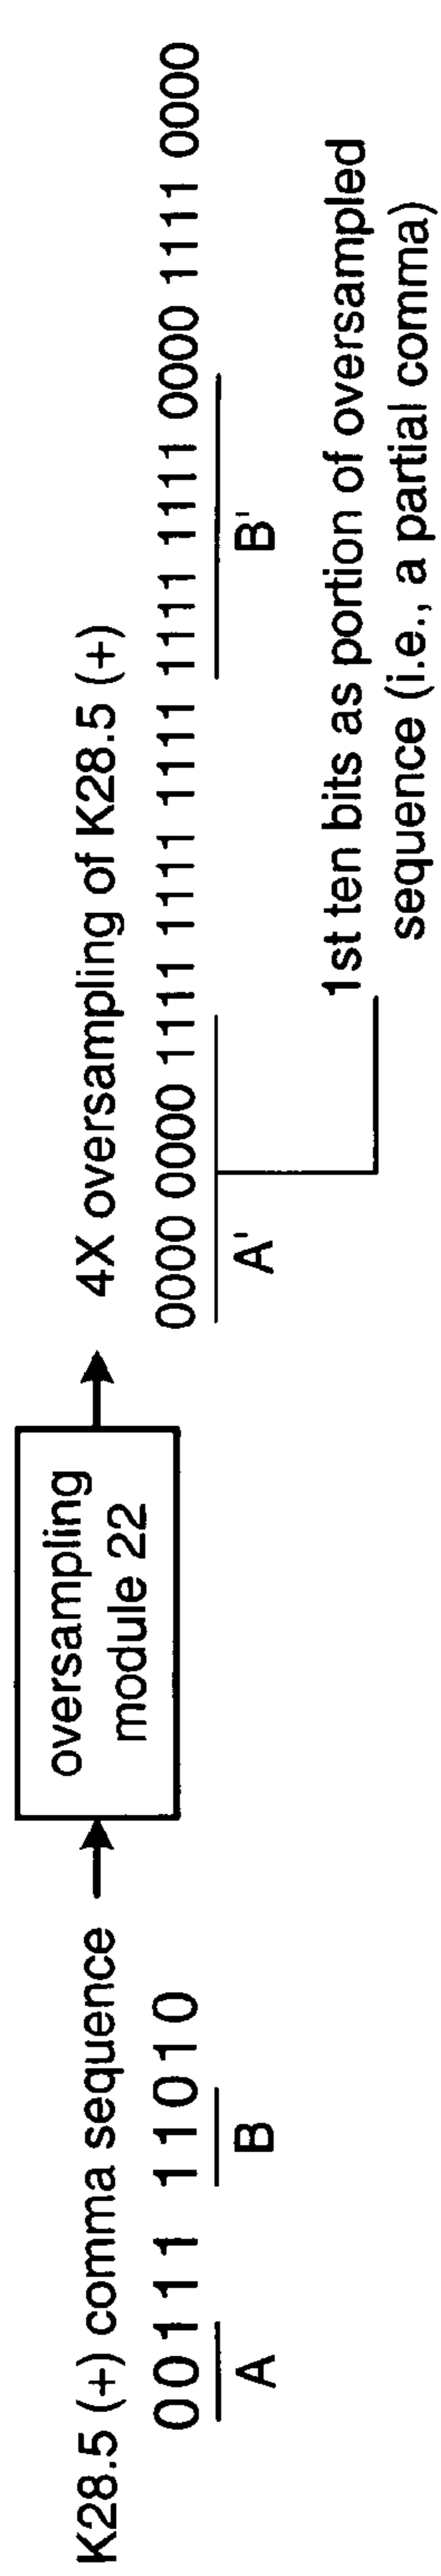 K28.5 (+) comma sequence
00111 11010
A
B
oversampling
module 22
4X oversampling of K28.5 (+)
0000 0000 1111 1111 1111 1111 1111 0000 1111 0000
A'
B'
1st ten bits as portion of oversampled
sequence (i.e., a partial comma)